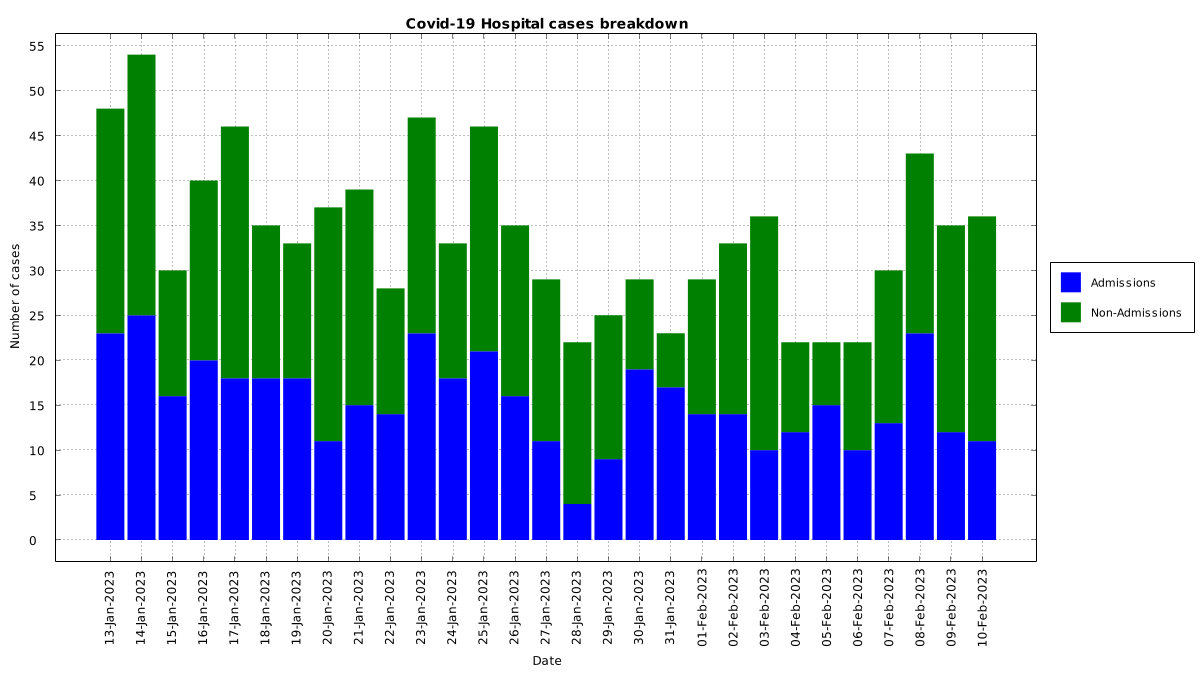 Covid-19 Hospital cases breakdown
55
50
45
40
35
30
25
20
15
10
5
0
Number of cases
13-Jan-2023
14-Jan-2023
15-Jan-2023
16-Jan-2023
17-Jan-2023
18-Jan-2023
19-Jan-2023
20-Jan-2023
21-Jan-2023
22-Jan-2023
23-Jan-2023
24-Jan-2023
25-Jan-2023
26-Jan-2023
27-Jan-2023
28-Jan-2023
29-Jan-2023
30-Jan-2023
31-Jan-2023
01-Feb-2023
02-Feb-2023
03-Feb-2023
04-Feb-2023
05-Feb-2023
06-Feb-2023
07-Feb-2023
08-Feb-2023
09-Feb-2023
10-Feb-2023
Date
Admissions
Non-Admissions